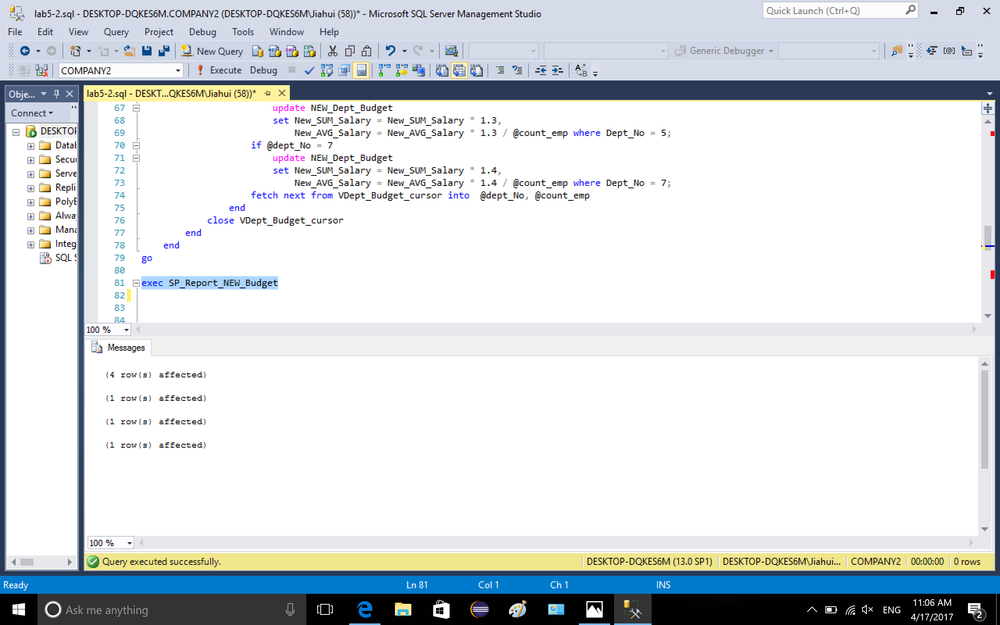 lab5-2.sql - DESKTOP-DQKES6M.COMPANY2 (DESKTOP-DQKES6M\Jiahui (58))* - Microsoft SQL Server Management Studio
Quick Launch (Ctrl+Q)
File Edit View Query Project Debug Tools Window Help
New Query
Generic Debugger
COMPANY2
Execute Debug
Obje...
lab5-2.sql - DESKT...QKES6M\Jiahui (58))*
Connect
DESKTOP
Datab
Secur
Serve
Repli
PolyB
Alway
Mana
Integ
SQL S
67 update NEW_Dept_Budget
68 set New_SUM_Salary = New_SUM_Salary * 1.3,
69 New_AVG_Salary = New_AVG_Salary * 1.3 / @count_emp where Dept_No = 5;
70 if @dept_No = 7
71 update NEW_Dept_Budget
72 set New_SUM_Salary = New_SUM_Salary * 1.4,
73 New_AVG_Salary = New_AVG_Salary * 1.4 / @count_emp where Dept_No = 7;
74 fetch next from VDept_Budget_cursor into  @dept_No, @count_emp
75 end
76 close VDept_Budget_cursor
77 end
78 end
79 go
80
81 exec SP_Report_NEW_Budget
82
83
84
100 %
Messages
(4 row(s) affected)
(1 row(s) affected)
(1 row(s) affected)
(1 row(s) affected)
100 %
Query executed successfully.
DESKTOP-DQKES6M (13.0 SP1) DESKTOP-DQKES6M\Jiahui... COMPANY2 00:00:00 0 rows
Ready Ln 81 Col 1 Ch 1 INS
Ask me anything
ENG
11:06 AM
4/17/2017
2